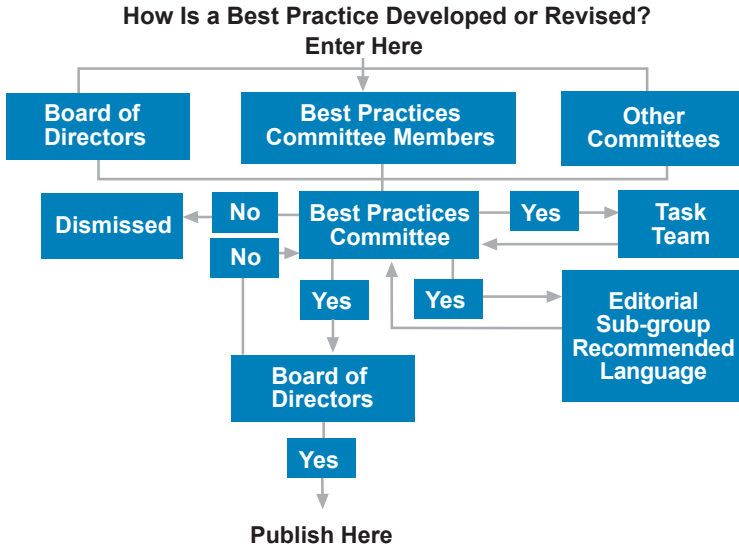 How Is a Best Practice Developed or Revised?
Enter Here
Board of
Directors
Best Practices
Committee Members
Other
Committees
Dismissed
No
Best Practices
Committee
Yes
Task
Team
No
Yes
Yes
Editorial
Sub-group
Recommended
Language
Board of
Directors
Yes
Publish Here